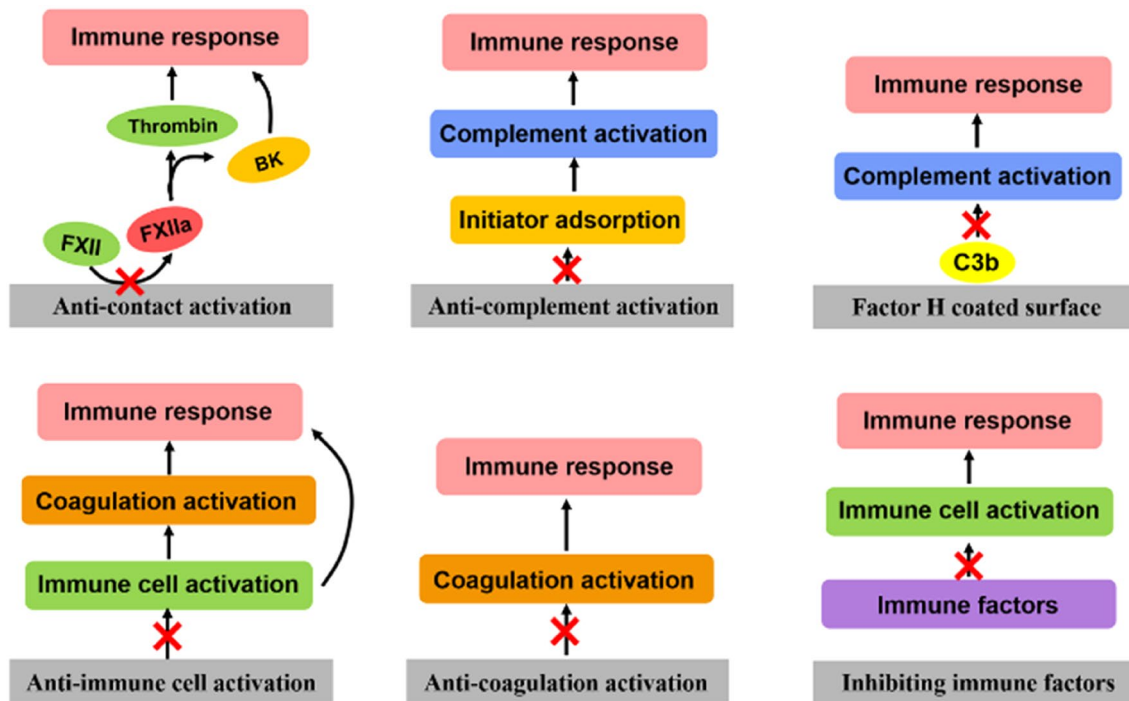 Immune response
Thrombin
BK
FXII
FXIIa
Anti-contact activation
Immune response
Complement activation
Initiator adsorption
Anti-complement activation
Immune response
Complement activation
C3b
Factor H coated surface
Immune response
Coagulation activation
Immune cell activation
Anti-immune cell activation
Immune response
Coagulation activation
Anti-coagulation activation
Immune response
Immune cell activation
Immune factors
Inhibiting immune factors